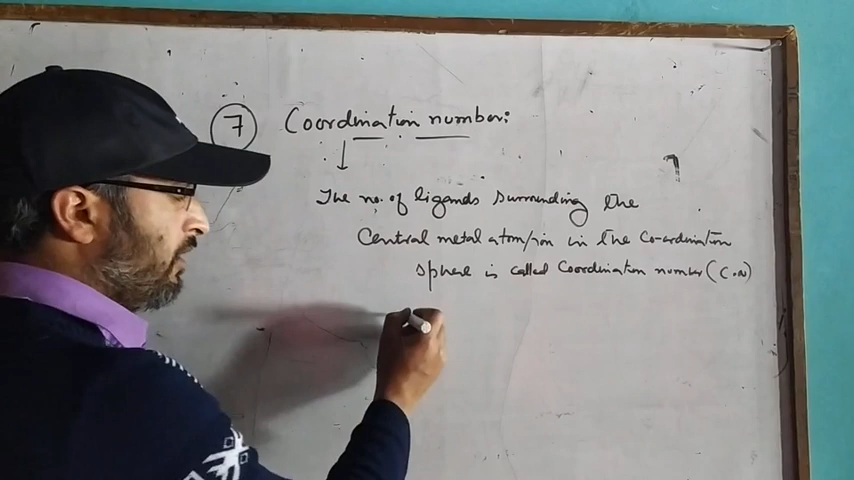 7 Coordination number:
The no. of ligands surrounding the
Central metal atom/ion in the Co-ordination
sphere is called Coordination number (C.N)